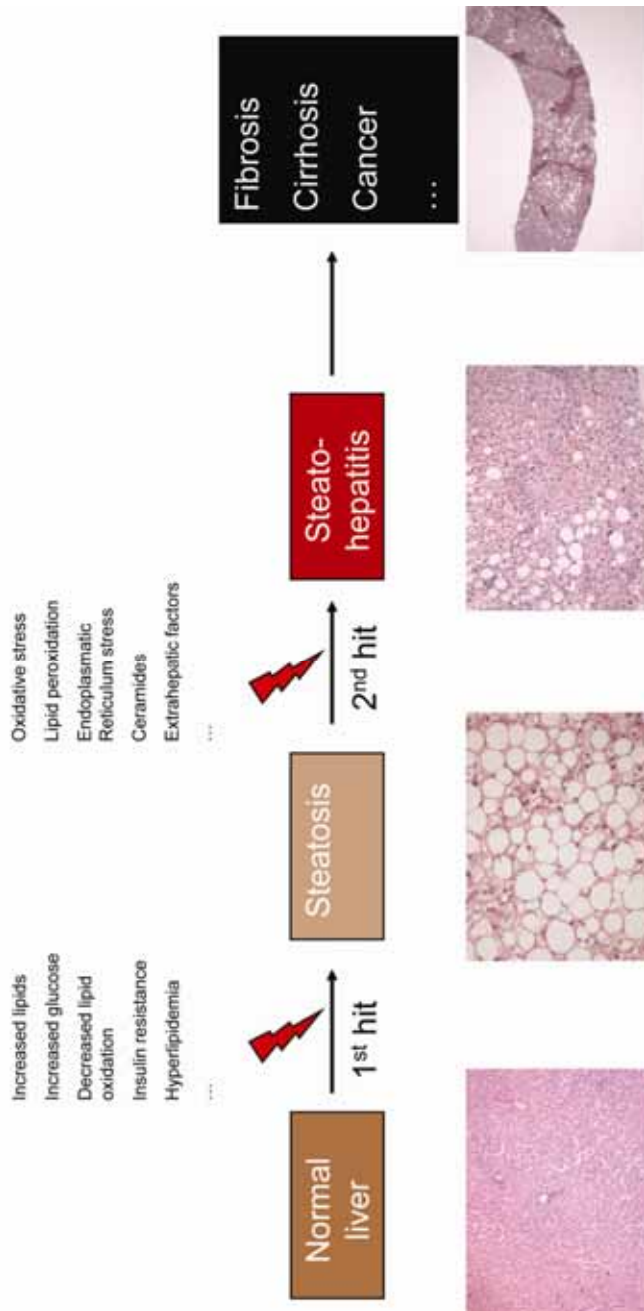 Increased lipids
Increased glucose
Decreased lipid
oxidation
Insulin resistance
Hyperlipidemia
...
Oxidative stress
Lipid peroxidation
Endoplasmatic
Reticulum stress
Ceramides
Extrahepatic factors
...
Normal
liver
1st hit
Steatosis
2nd hit
Steato-
hepatitis
Fibrosis
Cirrhosis
Cancer
...